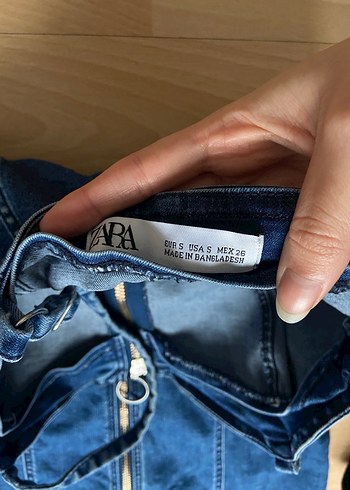 ZARA
EUR S USA S MEX 26
MADE IN BANGLADESH